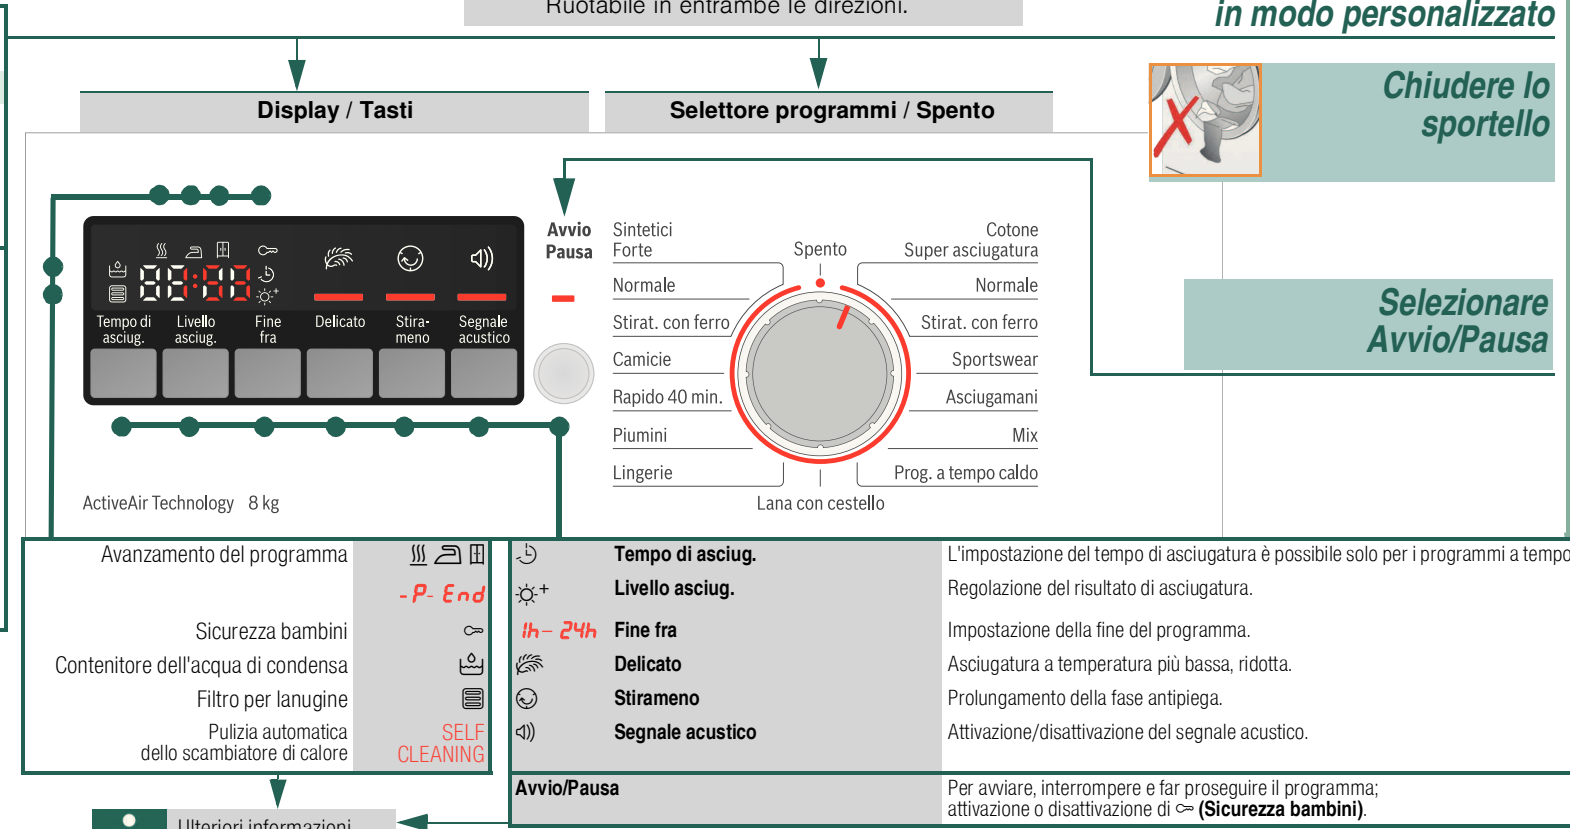 Ruotabile in entrambe le direzioni.
in modo personalizzato
Chiudere lo
sportello
Display / Tasti
Selettore programmi / Spento
Selezionare
Avvio/Pausa
Avvio
Pausa
88:88
Tempo di
asciug.
Livello
asciug.
Fine
fra
Delicato
Stira-
meno
Segnale
acustico
Sintetici
Forte
Normale
Stirat. con ferro
Camicie
Rapido 40 min.
Piumini
Lingerie
Spento
Cotone
Super asciugatura
Normale
Stirat. con ferro
Sportswear
Asciugamani
Mix
Prog. a tempo caldo
Lana con cestello
ActiveAir Technology 8 kg
Avanzamento del programma
-P- End
Sicurezza bambini
Contenitore dell'acqua di condensa
Filtro per lanugine
Pulizia automatica
dello scambiatore di calore
SELF
CLEANING
Tempo di asciug.
L'impostazione del tempo di asciugatura è possibile solo per i programmi a tempo
Livello asciug.
Regolazione del risultato di asciugatura.
1h– 24h Fine fra
Impostazione della fine del programma.
Delicato
Asciugatura a temperatura più bassa, ridotta.
Stirameno
Prolungamento della fase antipiega.
Segnale acustico
Attivazione/disattivazione del segnale acustico.
Avvio/Pausa
Per avviare, interrompere e far proseguire il programma;
attivazione o disattivazione di (Sicurezza bambini).
Ulteriori informazioni